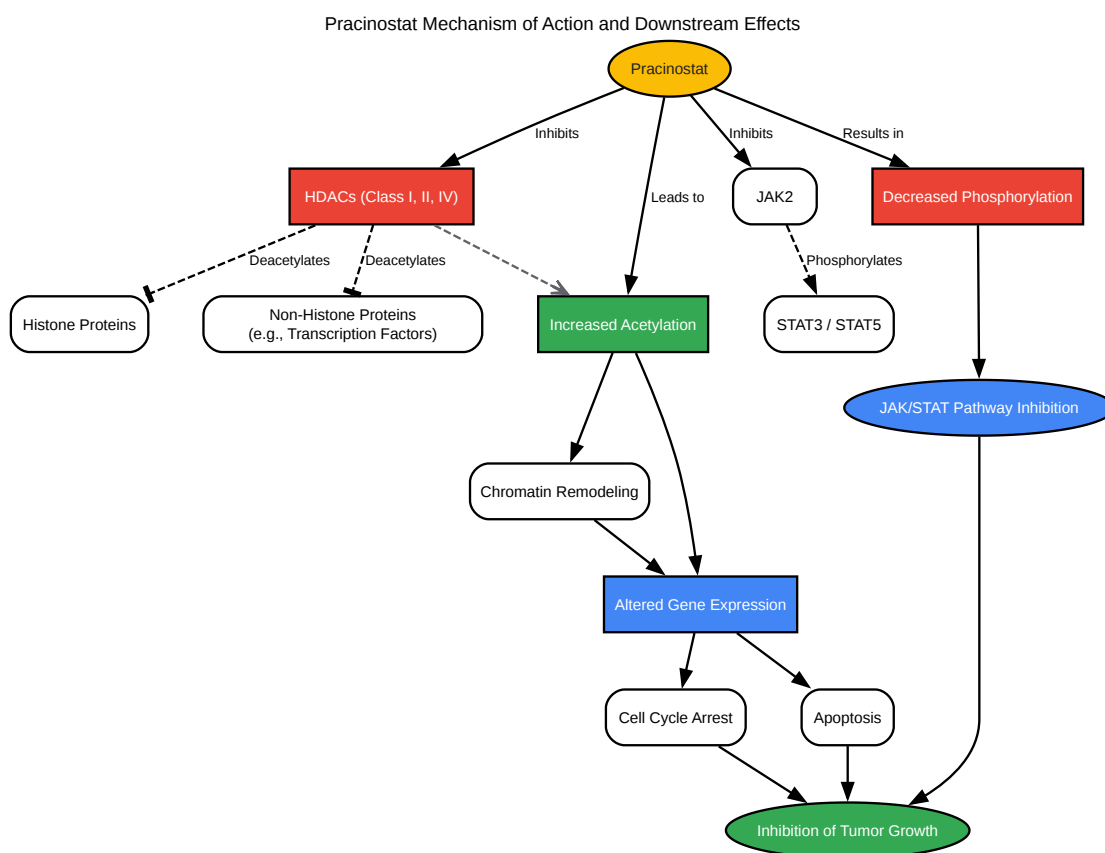 Pracinostat Mechanism of Action and Downstream Effects
Pracinostat
Inhibits
Inhibits
Results in
HDACs (Class I, II, IV)
Leads to
JAK2
Decreased Phosphorylation
Deacetylates
Deacetylates
Phosphorylates
Histone Proteins
Non-Histone Proteins
(e.g., Transcription Factors)
Increased Acetylation
STAT3 / STAT5
JAK/STAT Pathway Inhibition
Chromatin Remodeling
Altered Gene Expression
Cell Cycle Arrest
Apoptosis
Inhibition of Tumor Growth